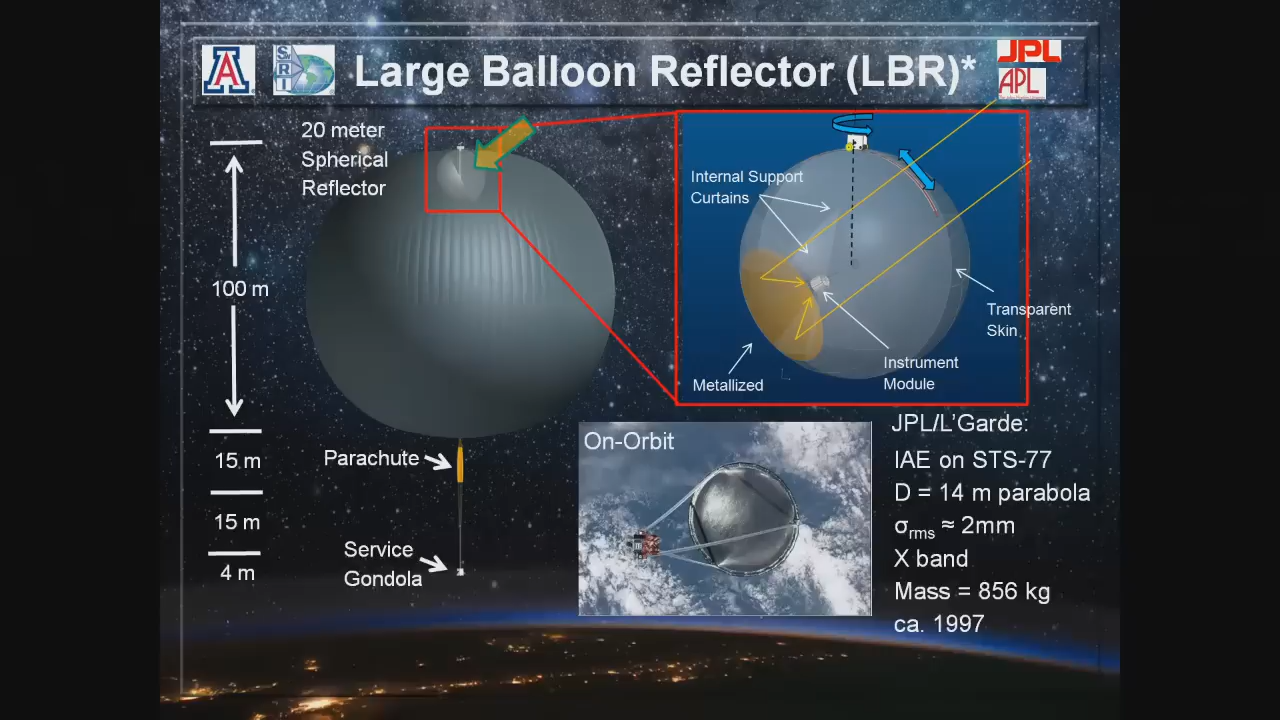 Large Balloon Reflector (LBR)*
A
JPL
APL
20 meter
Spherical
Reflector
100 m
15 m
15 m
4 m
Parachute
Service
Gondola
Internal Support
Curtains
Transparent
Skin
Instrument
Module
Metallized
On-Orbit
JPL/L'Garde:
IAE on STS-77
D = 14 m parabola
σrms ≈ 2mm
X band
Mass = 856 kg
ca. 1997